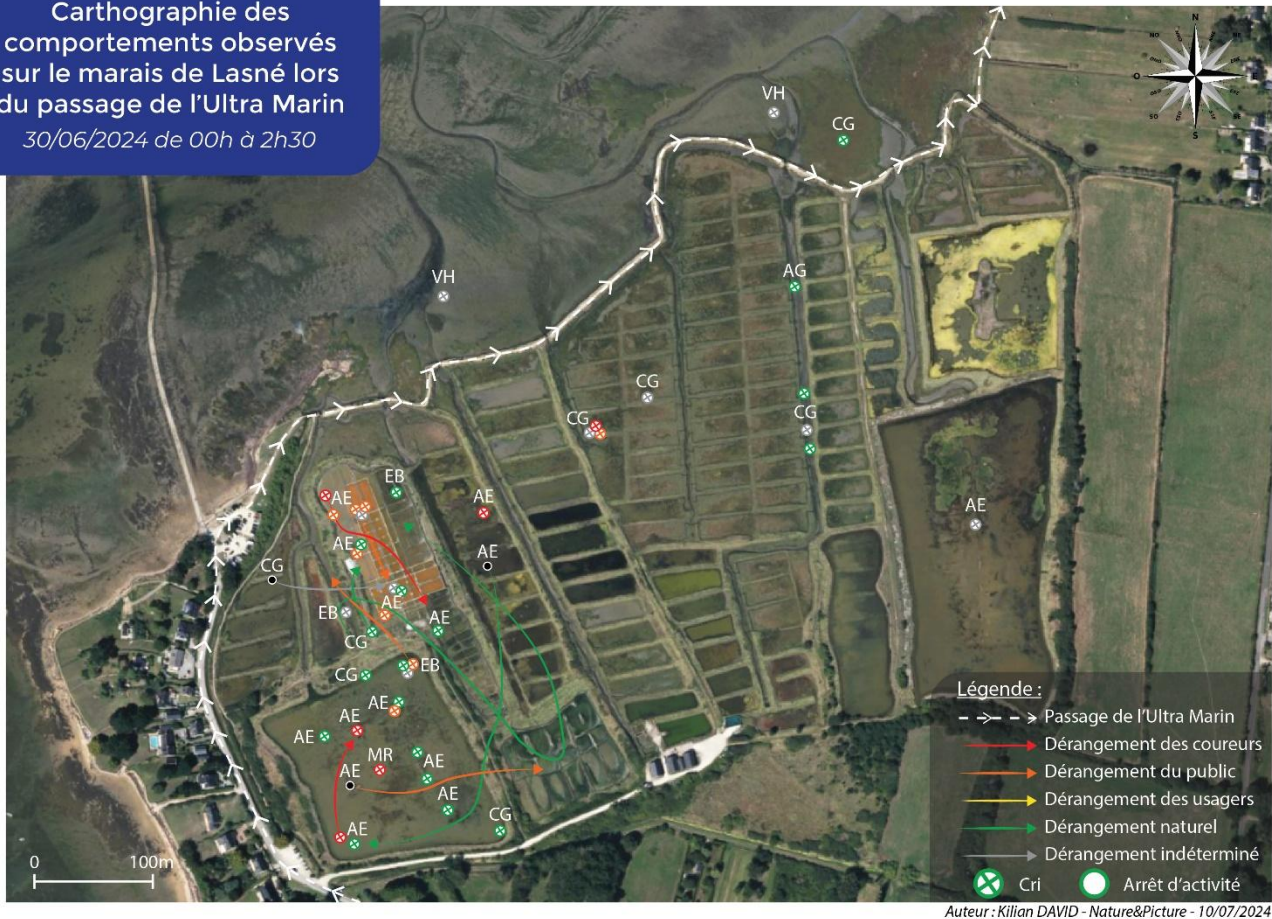 Carthographie des
comportements observés
sur le marais de Lasné lors
du passage de l'Ultra Marin
30/06/2024 de 00h à 2h30
N
NO
NE
O
E
SO
SE
S
VH
CG
VH
AG
CG
CG
CG
EB
AE
AE
AE
AE
AE
CG
EB
AE
AE
CG
EB
CG
AE
AE
AE
MR
AE
AE
AE
CG
AE
0 100m
Légende :
Passage de l'Ultra Marin
Dérangement des coureurs
Dérangement du public
Dérangement des usagers
Dérangement naturel
Dérangement indéterminé
Cri Arrêt d'activité
Auteur : Kilian DAVID - Nature&Picture - 10/07/2024